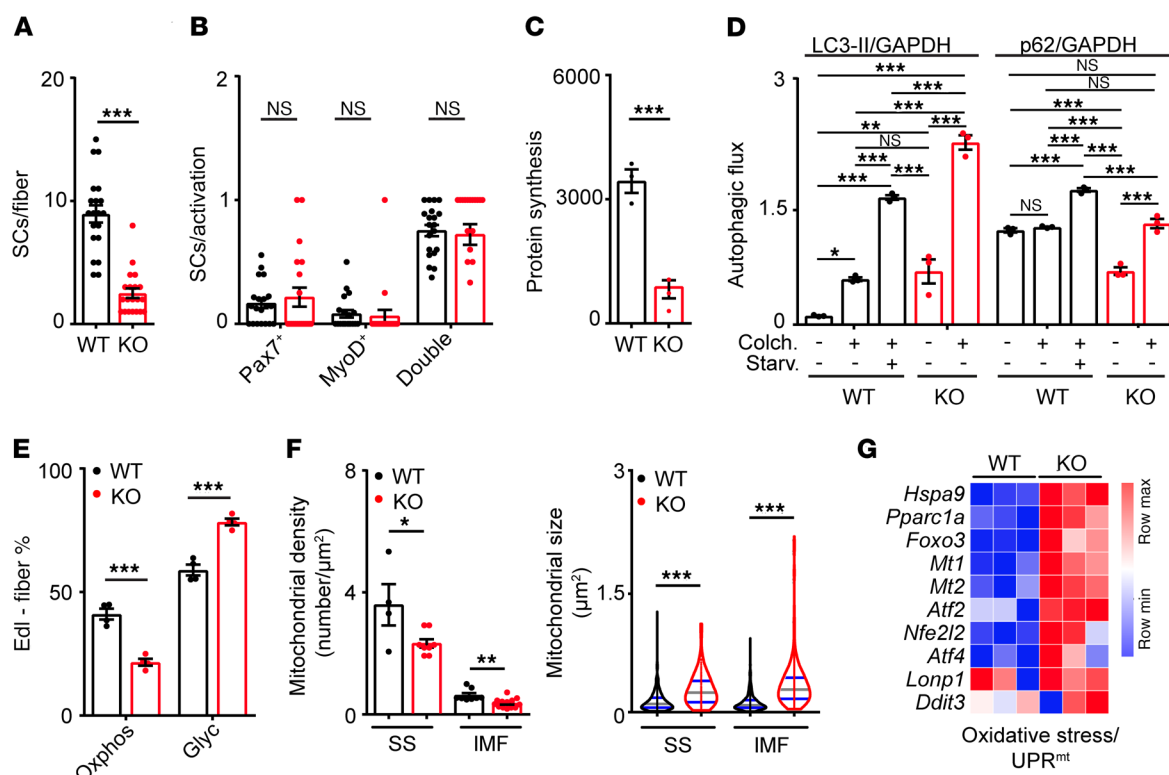 A
SCs/fiber
20
10
0
***
WT KO
B
SCs/activation
2
1
0
NS
NS
NS
Pax7+
MyoD+
Double
C
Protein synthesis
6000
3000
0
***
WT KO
D
LC3-II/GAPDH
p62/GAPDH
Autophagic flux
3
1.5
0
***
***
***
**
***
NS
***
***
***
*
NS
NS
***
***
***
***
***
***
NS
***
Colch. - + + - + - + + - +
Starv. - - + - - - - + - -
WT KO WT KO
E
Edl - fiber %
100
50
0
WT
KO
***
***
Oxphos
Glyc
F
Mitochondrial density
(number/µm²)
8
4
0
WT
KO
*
**
SS
IMF
Mitochondrial size
(µm²)
3
1.5
0
WT
KO
***
***
SS
IMF
G
WT KO
Hspa9
Pparc1a
Foxo3
Mt1
Mt2
Atf2
Nfe2l2
Atf4
Lonp1
Ddit3
Row max
Row min
Oxidative stress/
UPRmt